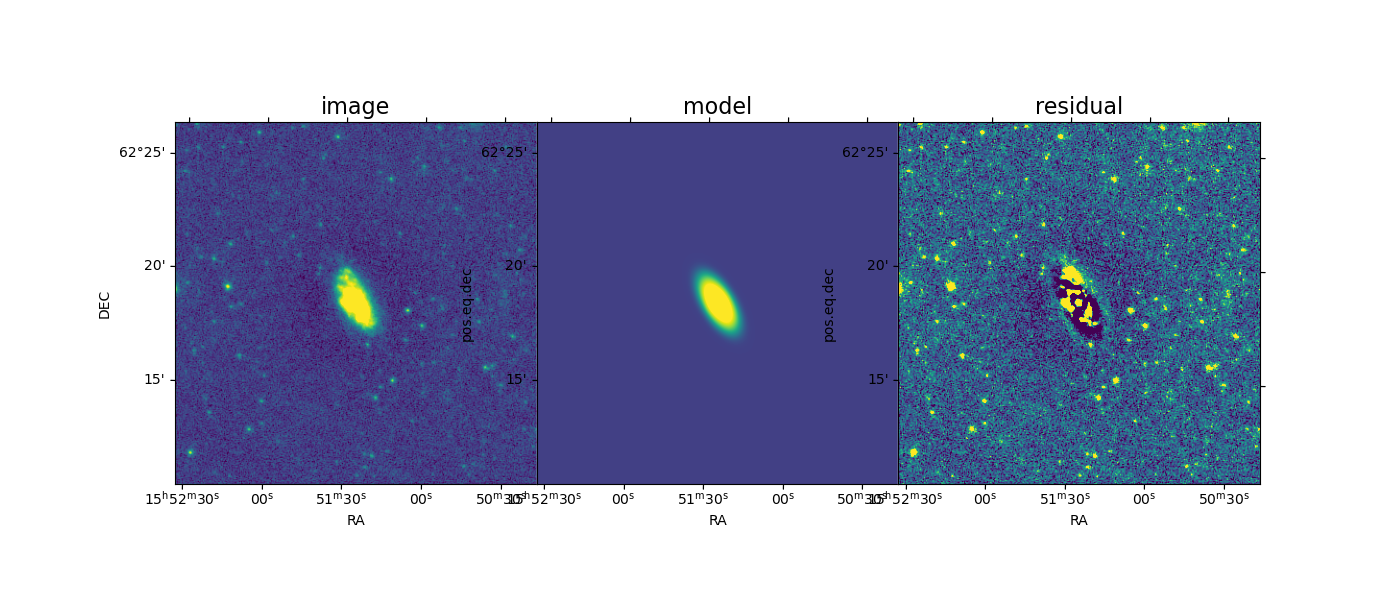 image model residual
62°25' 62°25' 62°25'
20' 20' 20'
DEC pos.eq.dec pos.eq.dec
15' 15' 15'
15ʰ52ᵐ30ˢ 00ˢ 51ᵐ30ˢ 00ˢ 50ᵐ30ˢ 15ʰ52ᵐ30ˢ 00ˢ 51ᵐ30ˢ 00ˢ 50ᵐ30ˢ 15ʰ52ᵐ30ˢ 00ˢ 51ᵐ30ˢ 00ˢ 50ᵐ30ˢ
RA RA RA